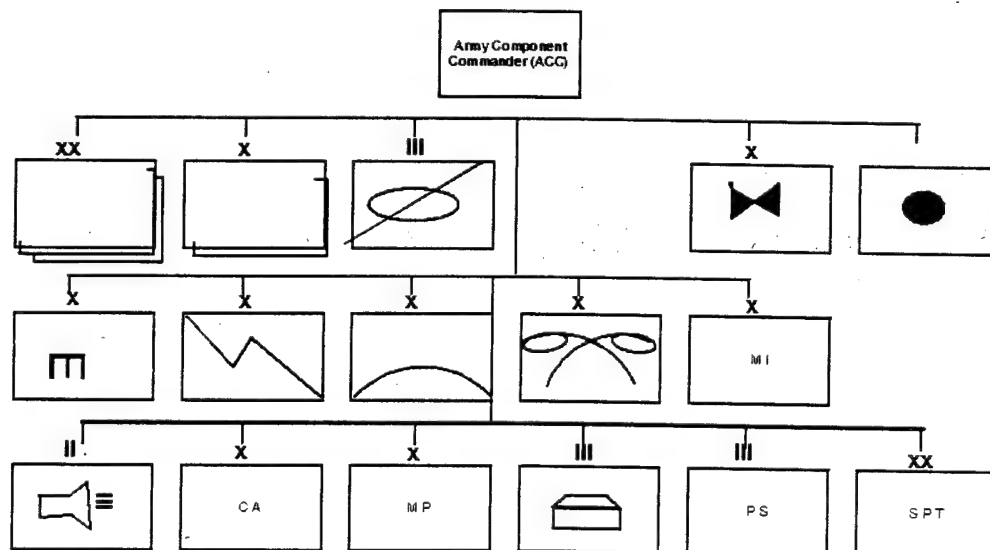 Army Component
Commander (ACC)
XX
X
III
X
X
X
X
X
X
MI
II
X
X
III
III
XX
CA
MP
PS
SPT